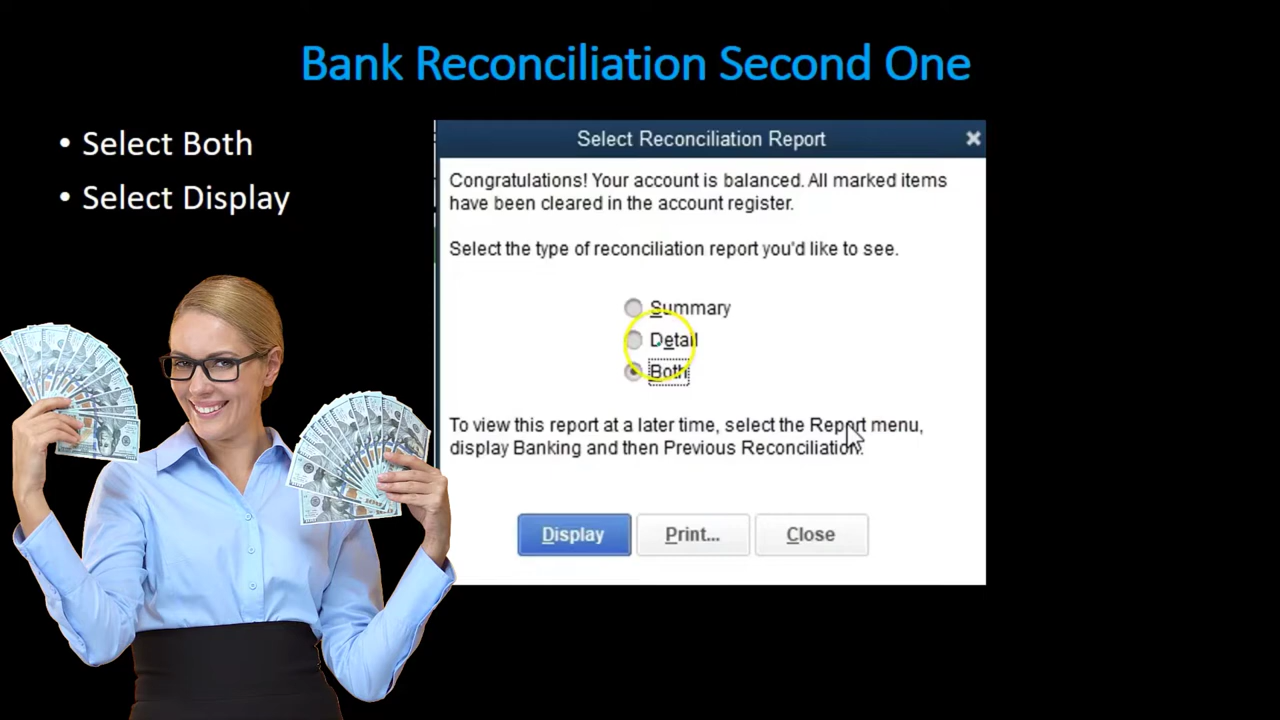 Bank Reconciliation Second One
• Select Both
• Select Display
Select Reconciliation Report
Congratulations! Your account is balanced. All marked items
have been cleared in the account register.
Select the type of reconciliation report you'd like to see.
Summary
Detail
Both
To view this report at a later time, select the Report menu,
display Banking and then Previous Reconciliation.
Display
Print...
Close